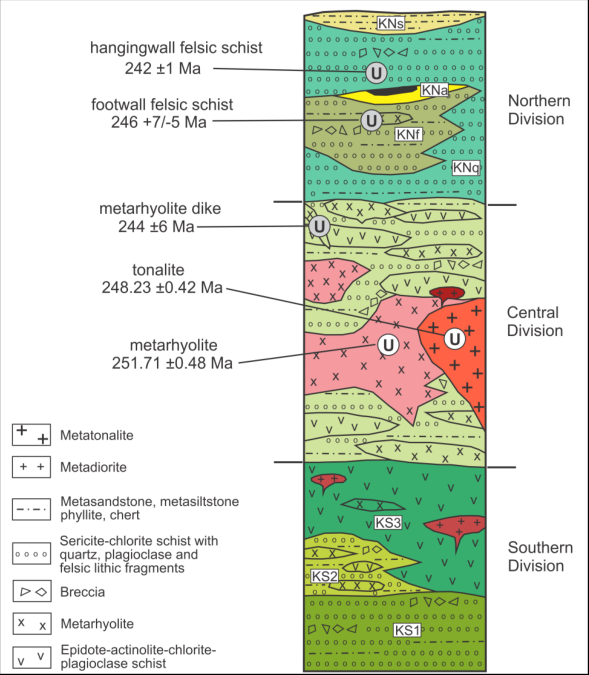 KNs
hangingwall felsic schist
242 ±1 Ma
U
KNa
footwall felsic schist
246 +7/-5 Ma
U
KNf
Northern
Division
KNq
metarhyolite dike
244 ±6 Ma
U
tonalite
248.23 ±0.42 Ma
Central
Division
U
metarhyolite
251.71 ±0.48 Ma
U
Metatonalite
Metadiorite
Metasandstone, metasiltstone
phyllite, chert
Sericite-chlorite schist with
quartz, plagioclase and
felsic lithic fragments
Breccia
Metarhyolite
Epidote-actinolite-chlorite-
plagioclase schist
KS3
Southern
Division
KS2
KS1